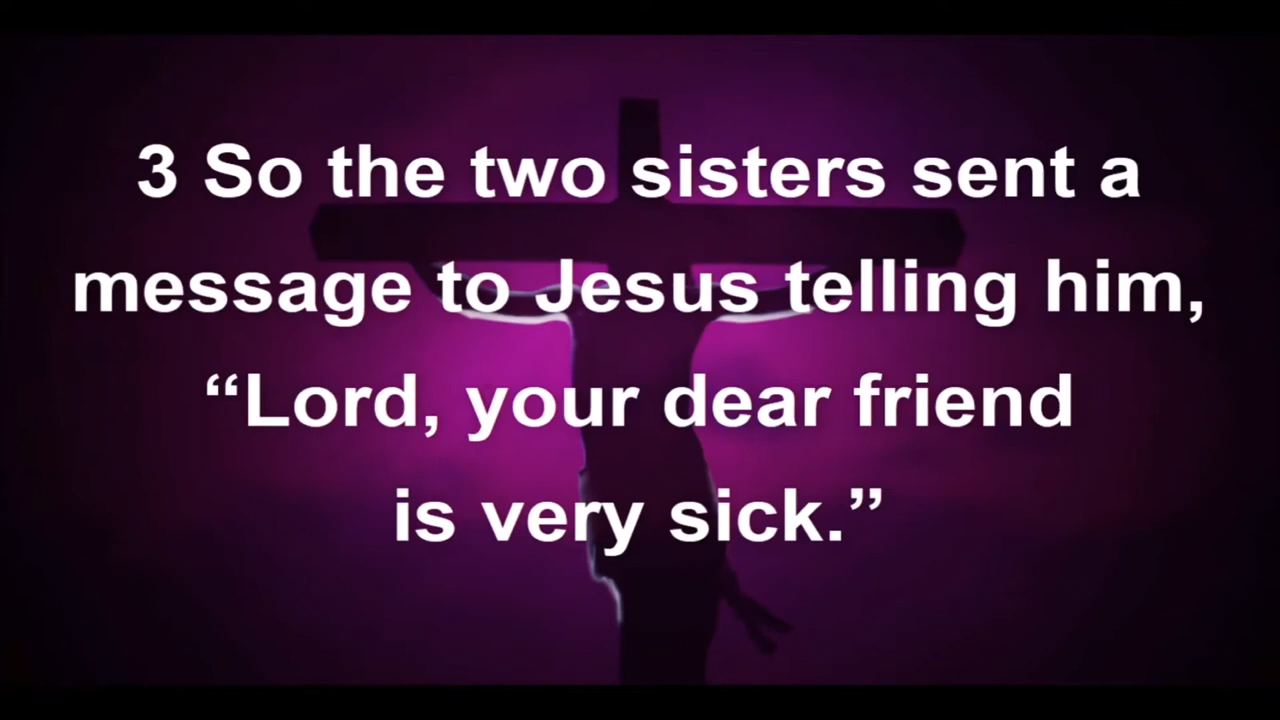 3 So the two sisters sent a
message to Jesus telling him,
“Lord, your dear friend
is very sick.”